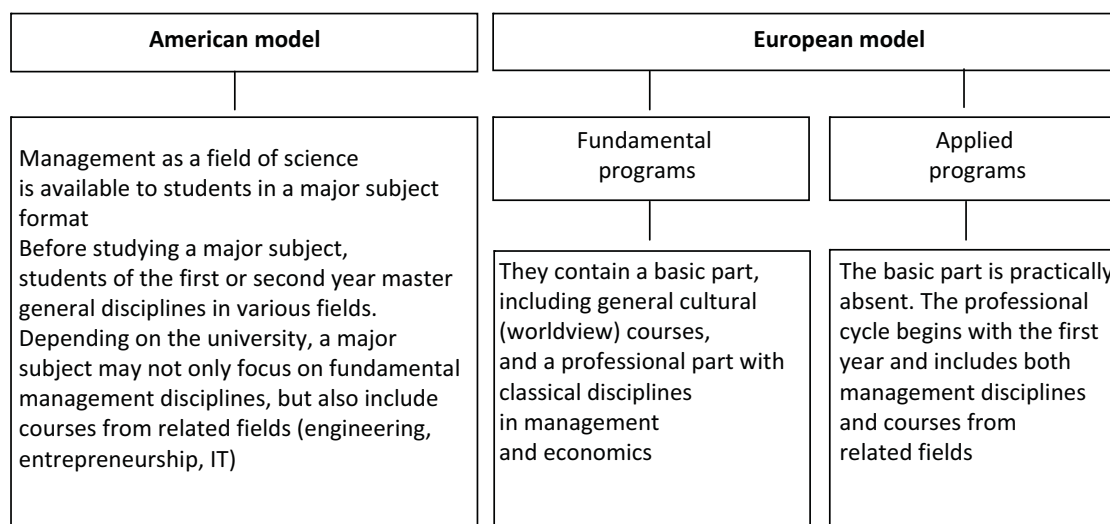 American model
European model
Management as a field of science
is available to students in a major subject
format
Before studying a major subject,
students of the first or second year master
general disciplines in various fields.
Depending on the university, a major
subject may not only focus on fundamental
management disciplines, but also include
courses from related fields (engineering,
entrepreneurship, IT)
Fundamental
programs
They contain a basic part,
including general cultural
(worldview) courses,
and a professional part with
classical disciplines
in management
and economics
Applied
programs
The basic part is practically
absent. The professional
cycle begins with the first
year and includes both
management disciplines
and courses from
related fields